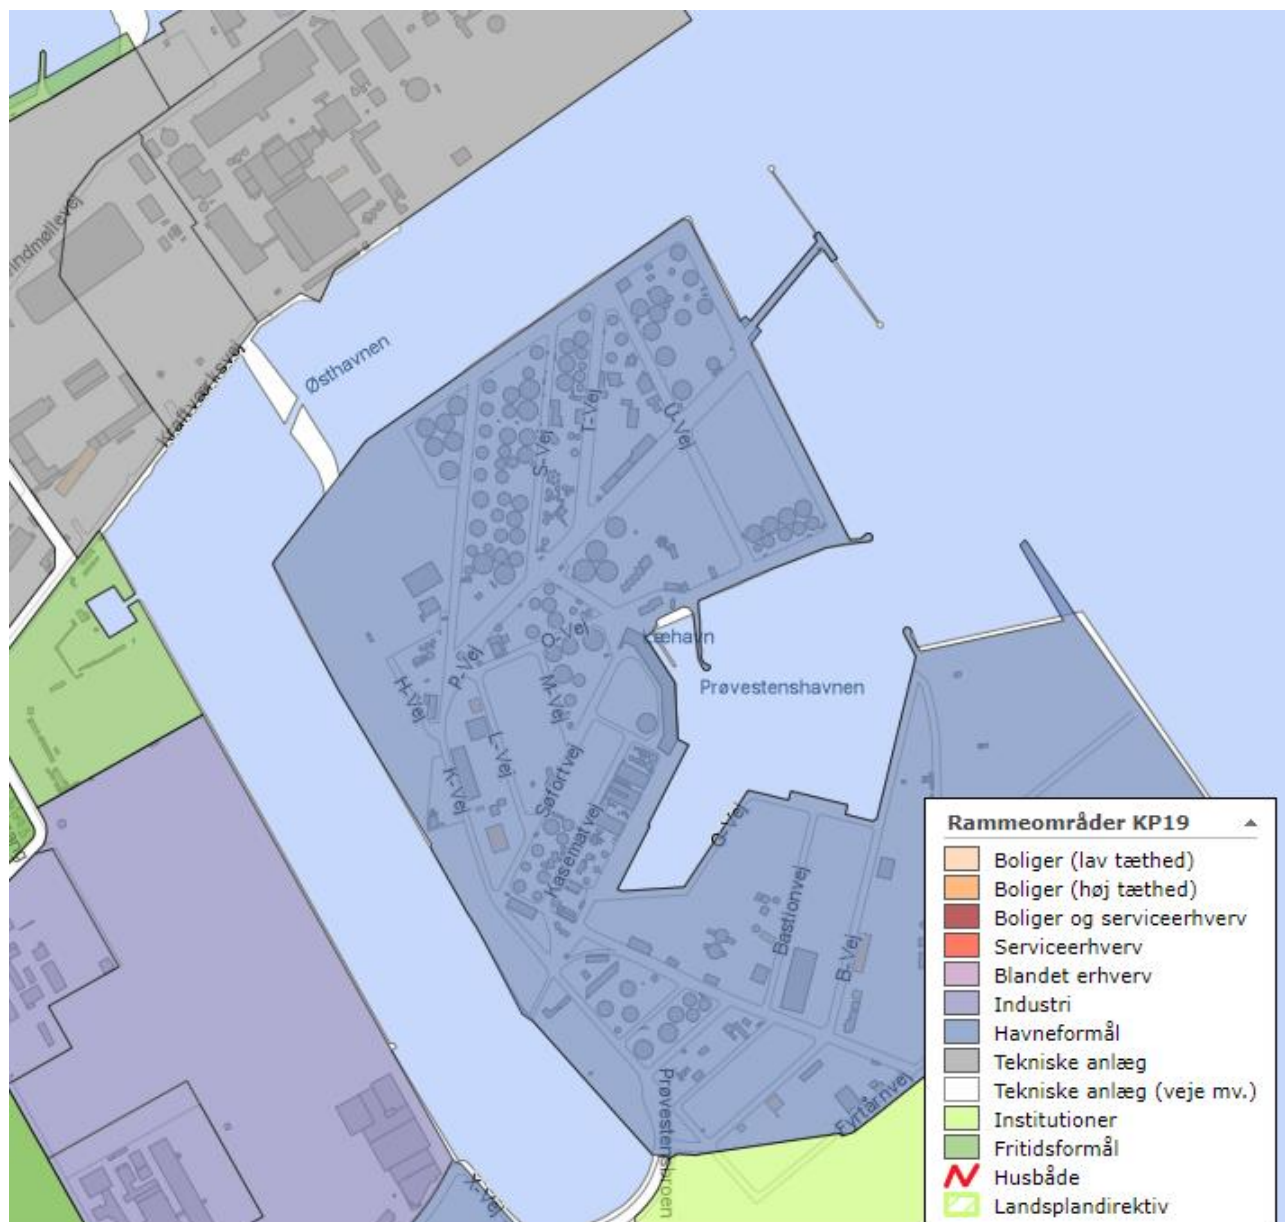 Vindmøllevej
Kraftværksvej
Østhavnen
S-Vej
T-Vej
Ü-Vej
O-Vej
Læhavn
Prøvestenshavnen
P-Vej
H-Vej
M-Vej
L-Vej
K-Vej
Søfortvej
Kasematvej
C-Vej
Bastionvej
B-Vej
Fyrtårnvej
Prøvestensbroen
X-Vej
Rammeområder KP19
Boliger (lav tæthed)
Boliger (høj tæthed)
Boliger og serviceerhverv
Serviceerhverv
Blandet erhverv
Industri
Havneformål
Tekniske anlæg
Tekniske anlæg (veje mv.)
Institutioner
Fritidsformål
Husbåde
Landsplandirektiv